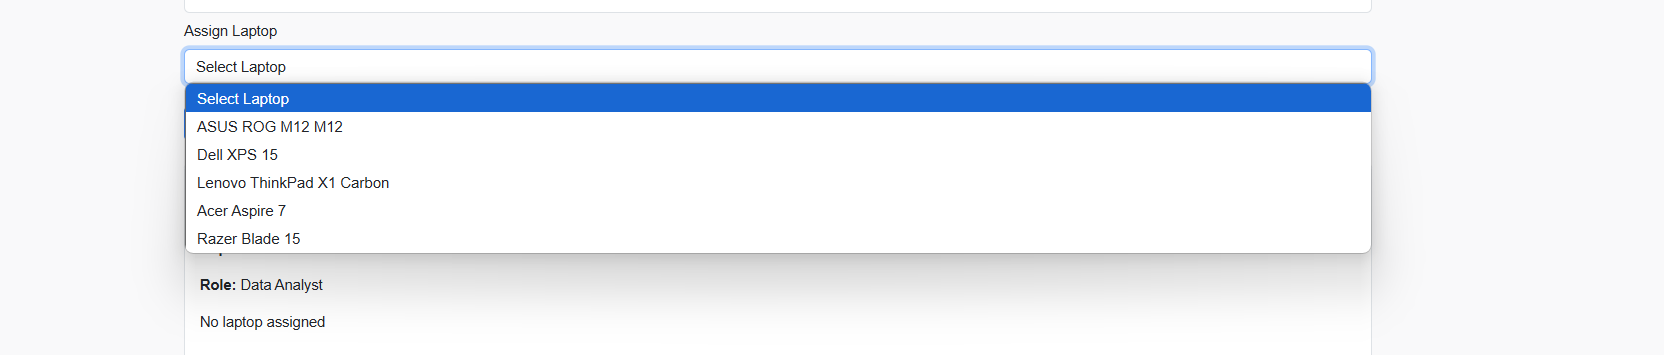 Assign Laptop
Select Laptop
Select Laptop
ASUS ROG M12 M12
Dell XPS 15
Lenovo ThinkPad X1 Carbon
Acer Aspire 7
Razer Blade 15
Role: Data Analyst
No laptop assigned